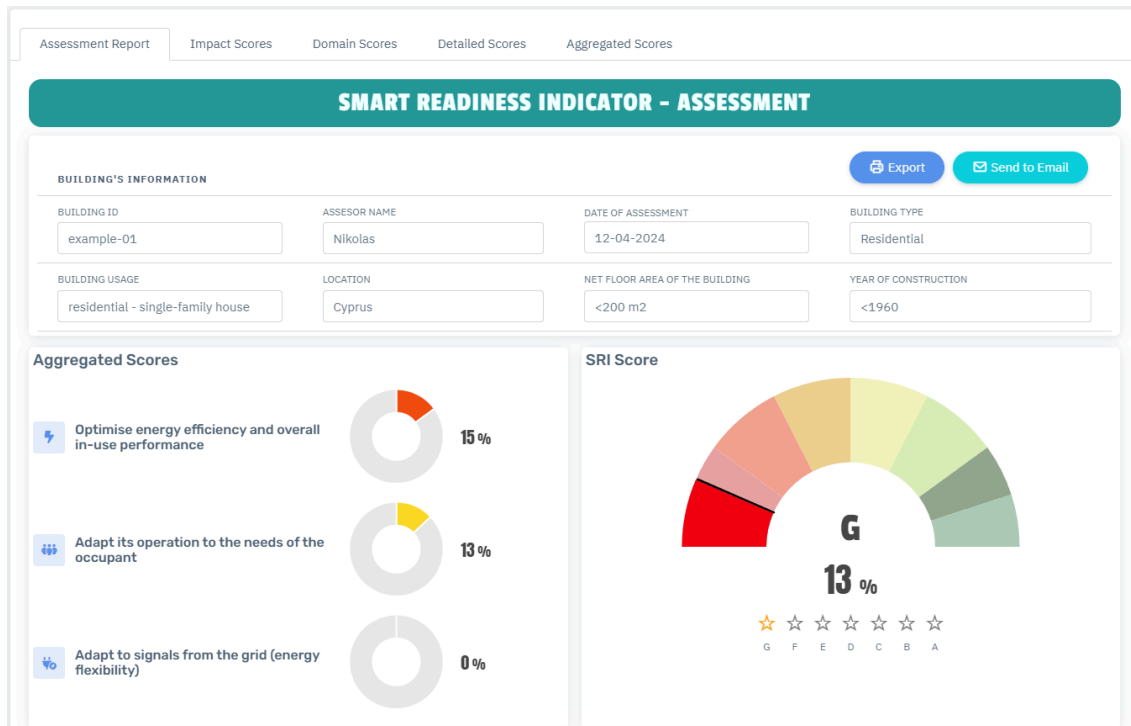 Assessment Report Impact Scores Domain Scores Detailed Scores Aggregated Scores
SMART READINESS INDICATOR - ASSESSMENT
BUILDING'S INFORMATION
Export
Send to Email
BUILDING ID ASSESOR NAME DATE OF ASSESSMENT BUILDING TYPE
example-01 Nikolas 12-04-2024 Residential
BUILDING USAGE LOCATION NET FLOOR AREA OF THE BUILDING YEAR OF CONSTRUCTION
residential - single-family house Cyprus <200 m2 <1960
Aggregated Scores
Optimise energy efficiency and overall
in-use performance
15 %
Adapt its operation to the needs of the
occupant
13 %
Adapt to signals from the grid (energy
flexibility)
0 %
SRI Score
G
13 %
G F E D C B A